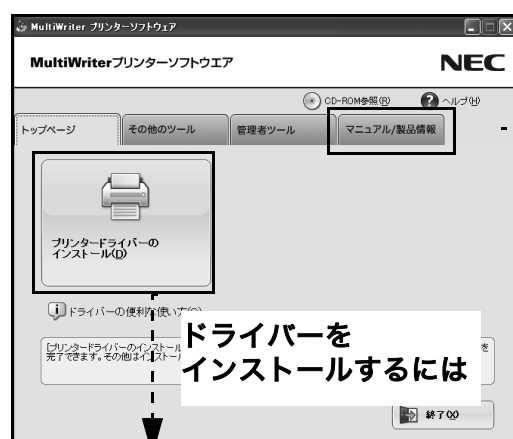 MultiWriter プリンターソフトウェア
MultiWriterプリンターソフトウエア
NEC
CD-ROM参照(R)
ヘルプ(H)
トップページ
その他のツール
管理者ツール
マニュアル/製品情報
プリンタードライバーの
インストール(D)
ドライバーの便利な使い方
[プリンタードライバーのインストール
を
完了できます。その他はインストール
ドライバーを
インストールするには
終了(X)